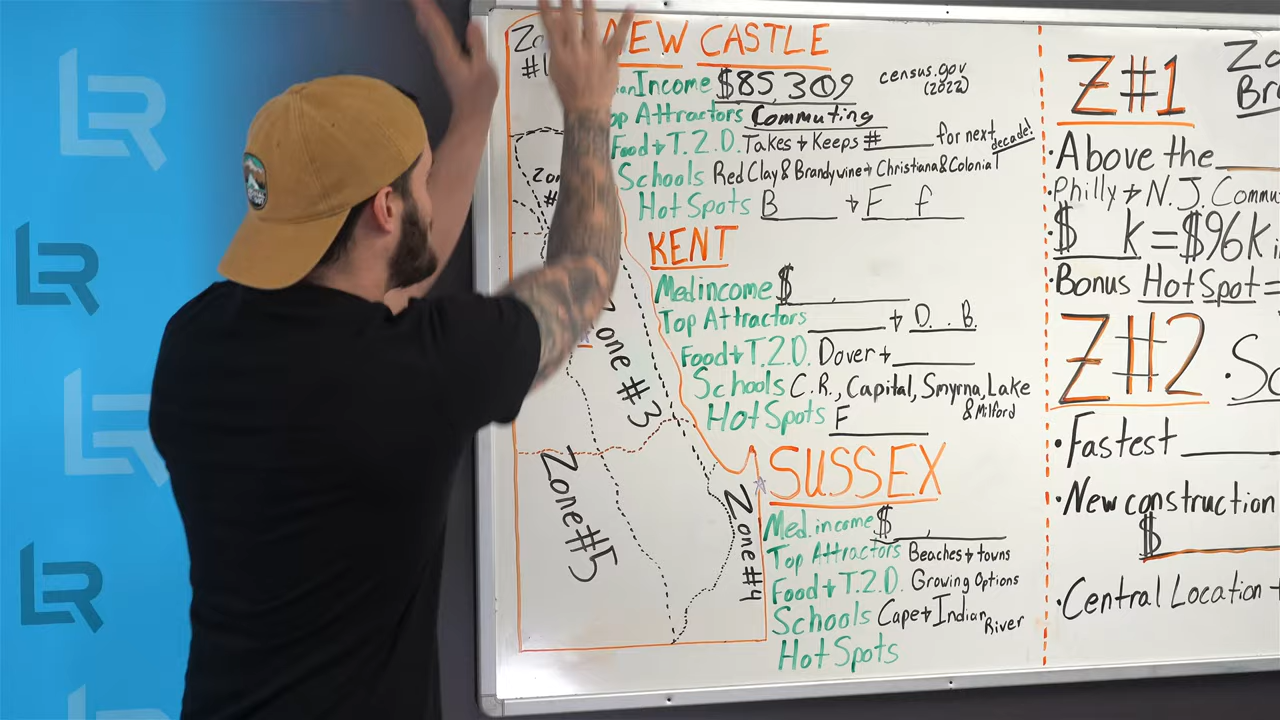 LR
LR
LR
LR
Zone #3
Zone #5
Zone #4
NEW CASTLE
Income $85,309 census.gov (2022)
Attractors Commuting
Food + T.2.D. Takes + Keeps # for next decade!
Schools Red Clay & Brandywine + Christiana & Colonial
Hot Spots B + F f
KENT
Med income $ ,
Top Attractors + D. . B.
Food + T.2.D. Dover +
Schools C.R., Capital, Smyrna, Lake & Milford
Hot Spots F
SUSSEX
Med. income $ ,
Top Attractors Beaches + towns
Food + T.2.D. Growing Options
Schools Cape + Indian River
Hot Spots
Z#1
·Above the
·Philly + N.J.
·$ k = $96k
·Bonus Hot Spot =
Z#2
·Fastest
·New construction
$
·Central Location +